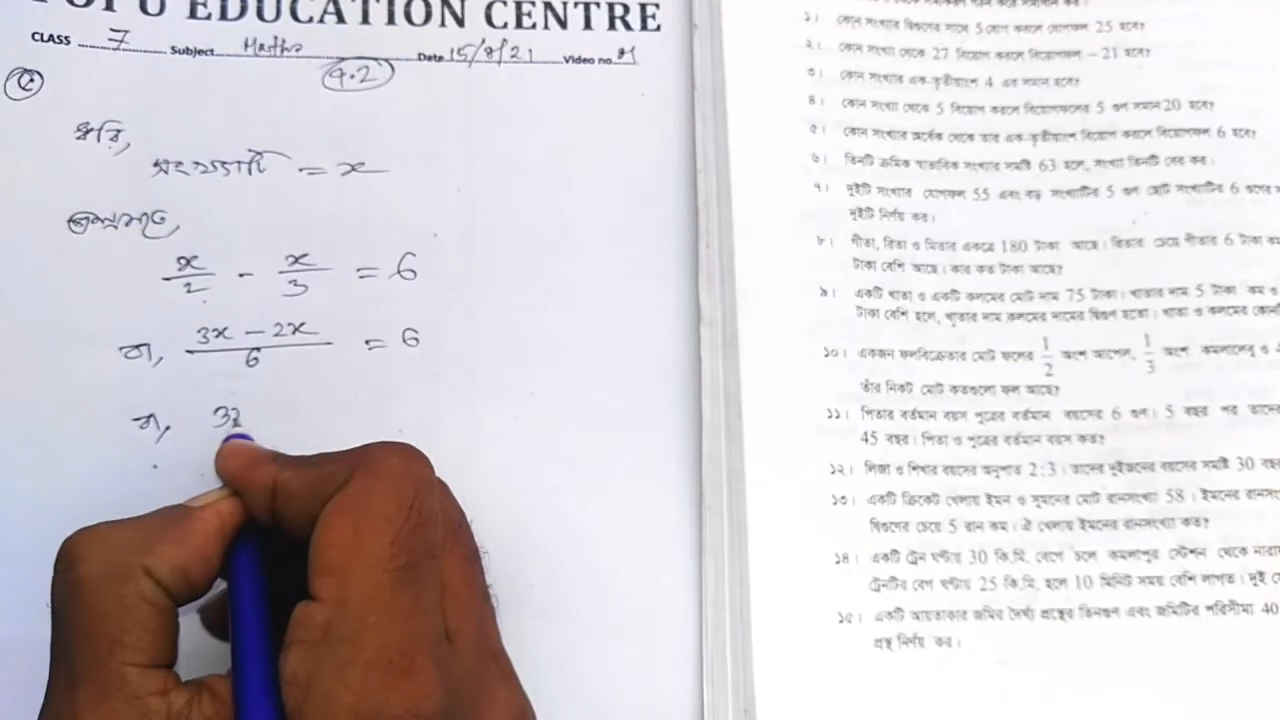 EDUCATION CENTRE
CLASS 7 Subject Maths Date 15/8/21 Video no.
ধরি,
সংখ্যাটি = x
প্রশ্নমতে,
x/2 - x/3 = 6
বা, (3x - 2x)/6 = 6
বা, 3
১। কোন সংখ্যার দ্বিগুণের সাথে 5 যোগ করলে যোগফল 25 হবে?
২। কোন সংখ্যা থেকে 27 বিয়োগ করলে বিয়োগফল – 21 হবে?
৩। কোন সংখ্যার এক-তৃতীয়াংশ 4 এর সমান হবে?
৪। কোন সংখ্যা থেকে 5 বিয়োগ করলে বিয়োগফলের 5 গুণ সমান 20 হবে?
৫। কোন সংখ্যার অর্ধেক থেকে তার এক-তৃতীয়াংশ বিয়োগ করলে বিয়োগফল 6 হবে?
৬। তিনটি ক্রমিক স্বাভাবিক সংখ্যার সমষ্টি 63 হলে, সংখ্যা তিনটি বের কর।
৭। দুইটি সংখ্যার যোগফল 55 এবং বড় সংখ্যাটির 5 গুণ ছোট সংখ্যাটির 6 গুণের
দুইটি নির্ণয় কর।
৮। গীতা, রিতা ও মিতার একত্রে 180 টাকা আছে। রিতার চেয়ে গীতার 6 টাকা
টাকা বেশি আছে। কার কত টাকা আছে?
৯। একটি খাতা ও একটি কলমের মোট দাম 75 টাকা। খাতার দাম 5 টাকা কম ও
টাকা বেশি হলে, খাতার দাম কলমের দামের দ্বিগুণ হতো। খাতা ও কলমের
১০। একজন ফলবিক্রেতার মোট ফলের 1/2 অংশ আপেল, 1/3 অংশ কমলালেবু ও
তাঁর নিকট মোট কতগুলো ফল আছে?
১১। পিতার বর্তমান বয়স পুত্রের বর্তমান বয়সের 6 গুণ। 5 বছর পর তাদের
45 বছর। পিতা ও পুত্রের বর্তমান বয়স কত?
১২। লিজা ও শিখার বয়সের অনুপাত 2 : 3। তাদের দুইজনের বয়সের সমষ্টি 30
১৩। একটি ক্রিকেট খেলায় ইমন ও সুমনের মোট রানসংখ্যা 58। ইমনের
দ্বিগুণের চেয়ে 5 রান কম। ঐ খেলায় ইমনের রানসংখ্যা কত?
১৪। একটি ট্রেন ঘণ্টায় 30 কি.মি. বেগে চলে কমলাপুর স্টেশন থেকে
ট্রেনটির বেগ ঘণ্টায় 25 কি.মি. হলে 10 মিনিট সময় বেশি লাগত। দুই
১৫। একটি আয়তাকার জমির দৈর্ঘ্য প্রস্থের তিনগুণ এবং জমিটির পরিসীমা 40
প্রস্থ নির্ণয় কর।